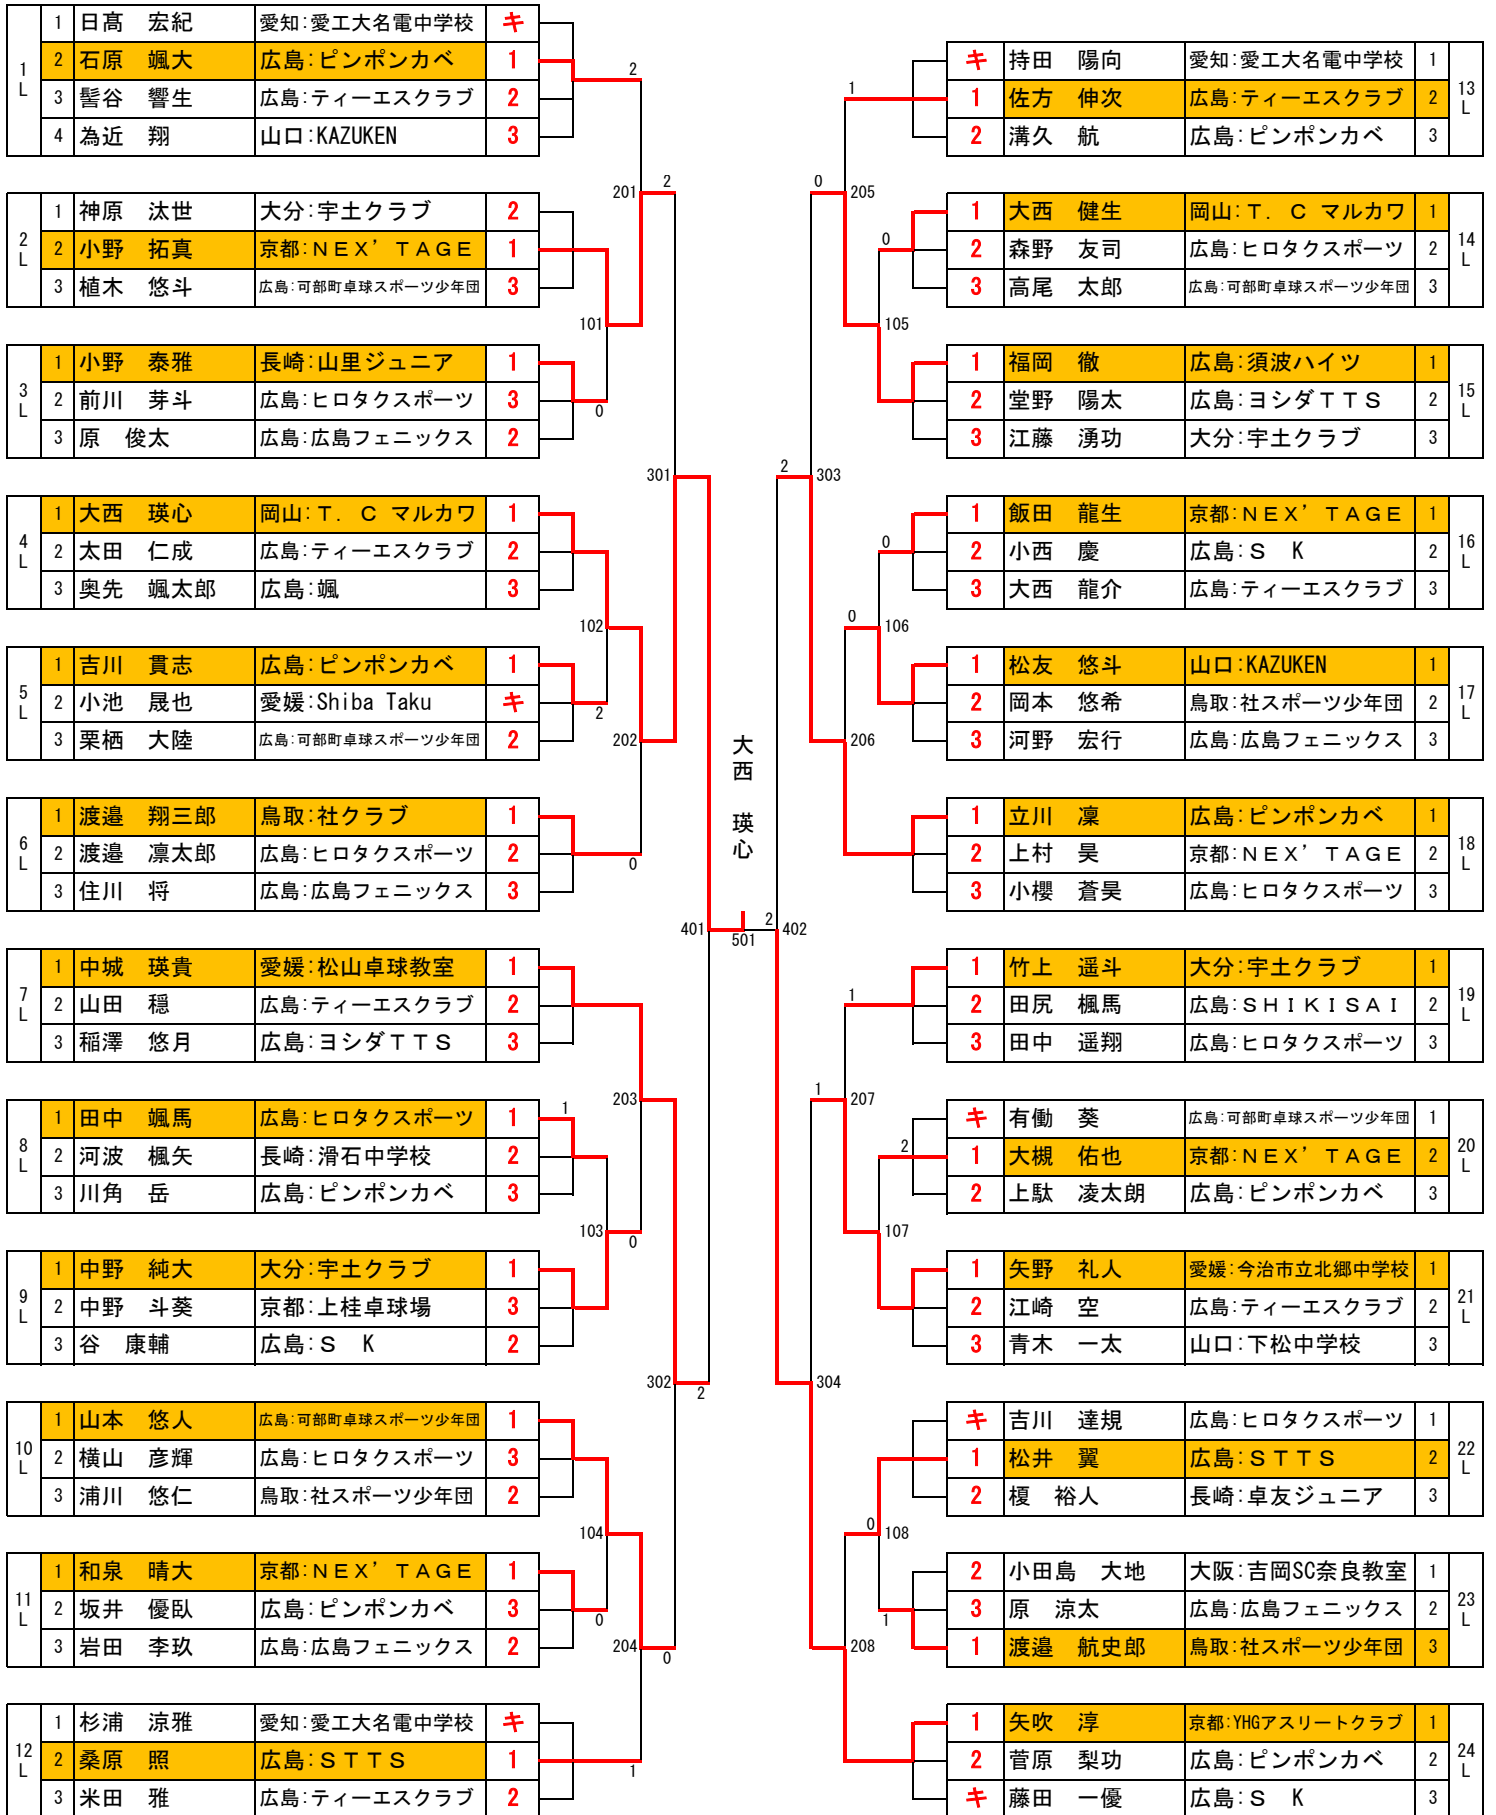 1 L
1 日髙　宏紀 愛知:愛工大名電中学校 キ
2 石原　颯大 広島:ピンポンカベ 1
3 髻谷　響生 広島:ティーエスクラブ 2
4 為近　翔 山口:KAZUKEN 3
2 L
1 神原　汰世 大分:宇土クラブ 2
2 小野　拓真 京都:ＮＥＸ’ＴＡＧＥ 1
3 植木　悠斗 広島:可部町卓球スポーツ少年団 3
3 L
1 小野　泰雅 長崎:山里ジュニア 1
2 前川　芽斗 広島:ヒロタクスポーツ 3
3 原　俊太 広島:広島フェニックス 2
4 L
1 大西　瑛心 岡山:Ｔ．Ｃ マルカワ 1
2 太田　仁成 広島:ティーエスクラブ 2
3 奥先　颯太郎 広島:颯 3
5 L
1 吉川　貫志 広島:ピンポンカベ 1
2 小池　晟也 愛媛:Shiba Taku キ
3 栗栖　大陸 広島:可部町卓球スポーツ少年団 2
6 L
1 渡邉　翔三郎 鳥取:社クラブ 1
2 渡邉　凛太郎 広島:ヒロタクスポーツ 2
3 住川　将 広島:広島フェニックス 3
7 L
1 中城　瑛貴 愛媛:松山卓球教室 1
2 山田　穏 広島:ティーエスクラブ 2
3 稲澤　悠月 広島:ヨシダＴＴＳ 3
8 L
1 田中　颯馬 広島:ヒロタクスポーツ 1
2 河波　楓矢 長崎:滑石中学校 2
3 川角　岳 広島:ピンポンカベ 3
9 L
1 中野　純大 大分:宇土クラブ 1
2 中野　斗葵 京都:上桂卓球場 3
3 谷　康輔 広島:Ｓ　Ｋ 2
10 L
1 山本　悠人 広島:可部町卓球スポーツ少年団 1
2 横山　彦輝 広島:ヒロタクスポーツ 3
3 浦川　悠仁 鳥取:社スポーツ少年団 2
11 L
1 和泉　晴大 京都:ＮＥＸ’ＴＡＧＥ 1
2 坂井　優臥 広島:ピンポンカベ 3
3 岩田　李玖 広島:広島フェニックス 2
12 L
1 杉浦　涼雅 愛知:愛工大名電中学校 キ
2 桑原　照 広島:ＳＴＴＳ 1
3 米田　雅 広島:ティーエスクラブ 2
2
201
2
101
0
301
102
2
202
0
401
1
203
103
0
302
2
104
0
204
0
1
大西　瑛心
501
2
402
1
0
205
0
105
2
303
0
0
106
206
1
1
207
2
107
304
0
108
1
208
キ 持田　陽向 愛知:愛工大名電中学校 1
1 佐方　伸次 広島:ティーエスクラブ 2
2 溝久　航 広島:ピンポンカベ 3
13 L
1 大西　健生 岡山:Ｔ．Ｃ マルカワ 1
2 森野　友司 広島:ヒロタクスポーツ 2
3 高尾　太郎 広島:可部町卓球スポーツ少年団 3
14 L
1 福岡　徹 広島:須波ハイツ 1
2 堂野　陽太 広島:ヨシダＴＴＳ 2
3 江藤　湧功 大分:宇土クラブ 3
15 L
1 飯田　龍生 京都:ＮＥＸ’ＴＡＧＥ 1
2 小西　慶 広島:Ｓ　Ｋ 2
3 大西　龍介 広島:ティーエスクラブ 3
16 L
1 松友　悠斗 山口:KAZUKEN 1
2 岡本　悠希 鳥取:社スポーツ少年団 2
3 河野　宏行 広島:広島フェニックス 3
17 L
1 立川　凜 広島:ピンポンカベ 1
2 上村　昊 京都:ＮＥＸ’ＴＡＧＥ 2
3 小櫻　蒼昊 広島:ヒロタクスポーツ 3
18 L
1 竹上　遥斗 大分:宇土クラブ 1
2 田尻　楓馬 広島:ＳＨＩＫＩＳＡＩ 2
3 田中　遥翔 広島:ヒロタクスポーツ 3
19 L
キ 有働　葵 広島:可部町卓球スポーツ少年団 1
1 大槻　佑也 京都:ＮＥＸ’ＴＡＧＥ 2
2 上駄　凌太朗 広島:ピンポンカベ 3
20 L
1 矢野　礼人 愛媛:今治市立北郷中学校 1
2 江崎　空 広島:ティーエスクラブ 2
3 青木　一太 山口:下松中学校 3
21 L
キ 吉川　達規 広島:ヒロタクスポーツ 1
1 松井　翼 広島:ＳＴＴＳ 2
2 榎　裕人 長崎:卓友ジュニア 3
22 L
2 小田島　大地 大阪:吉岡SC奈良教室 1
3 原　涼太 広島:広島フェニックス 2
1 渡邉　航史郎 鳥取:社スポーツ少年団 3
23 L
1 矢吹　淳 京都:YHGアスリートクラブ 1
2 菅原　梨功 広島:ピンポンカベ 2
キ 藤田　一優 広島:Ｓ　Ｋ 3
24 L